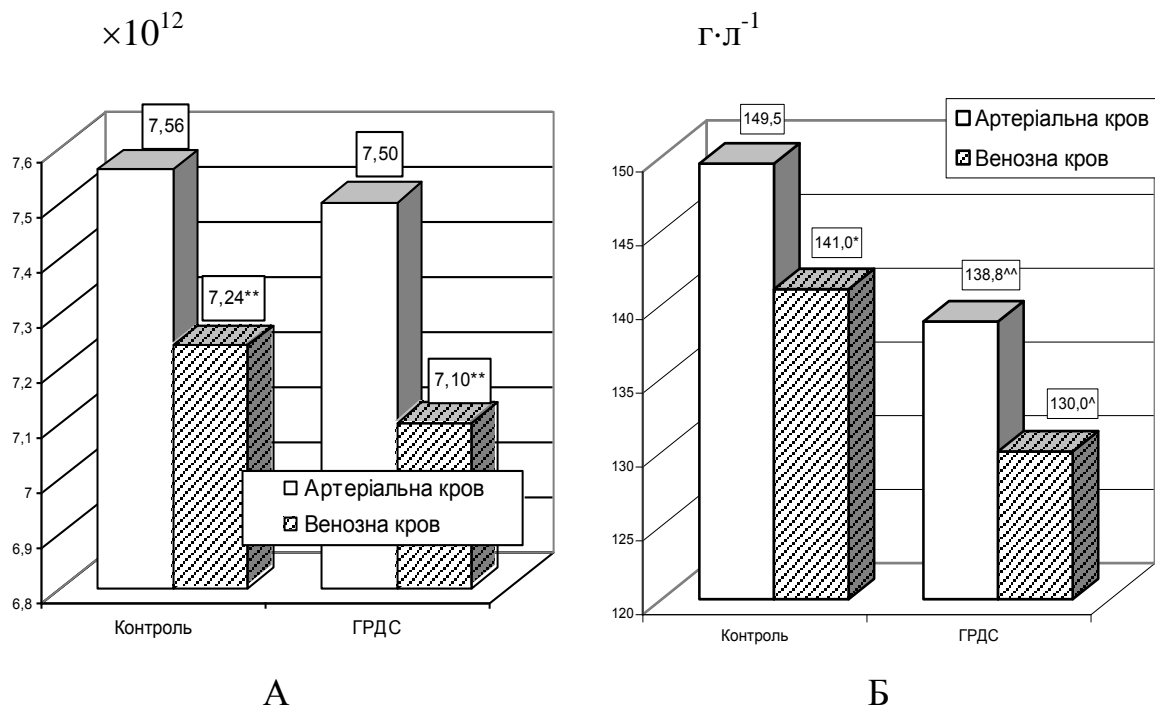 ×10¹²
7,56
7,50
7,24**
7,10**
7,6
7,5
7,4
7,3
7,2
7,1
7
6,9
6,8
Артеріальна кров
Венозна кров
Контроль ГРДС
А
г·л⁻¹
Артеріальна кров
Венозна кров
149,5
141,0*
138,8^^
130,0^
150
145
140
135
130
125
120
Контроль ГРДС
Б